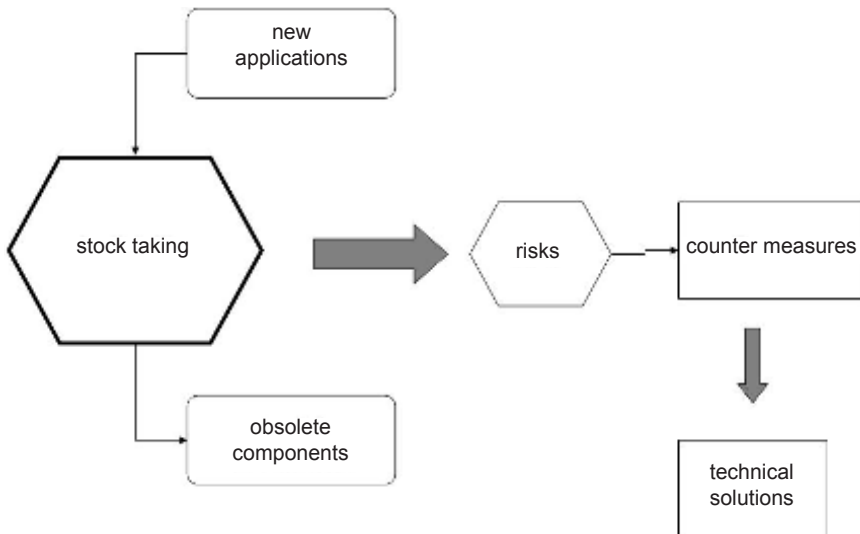 new
applications
stock taking
risks
counter measures
obsolete
components
technical
solutions